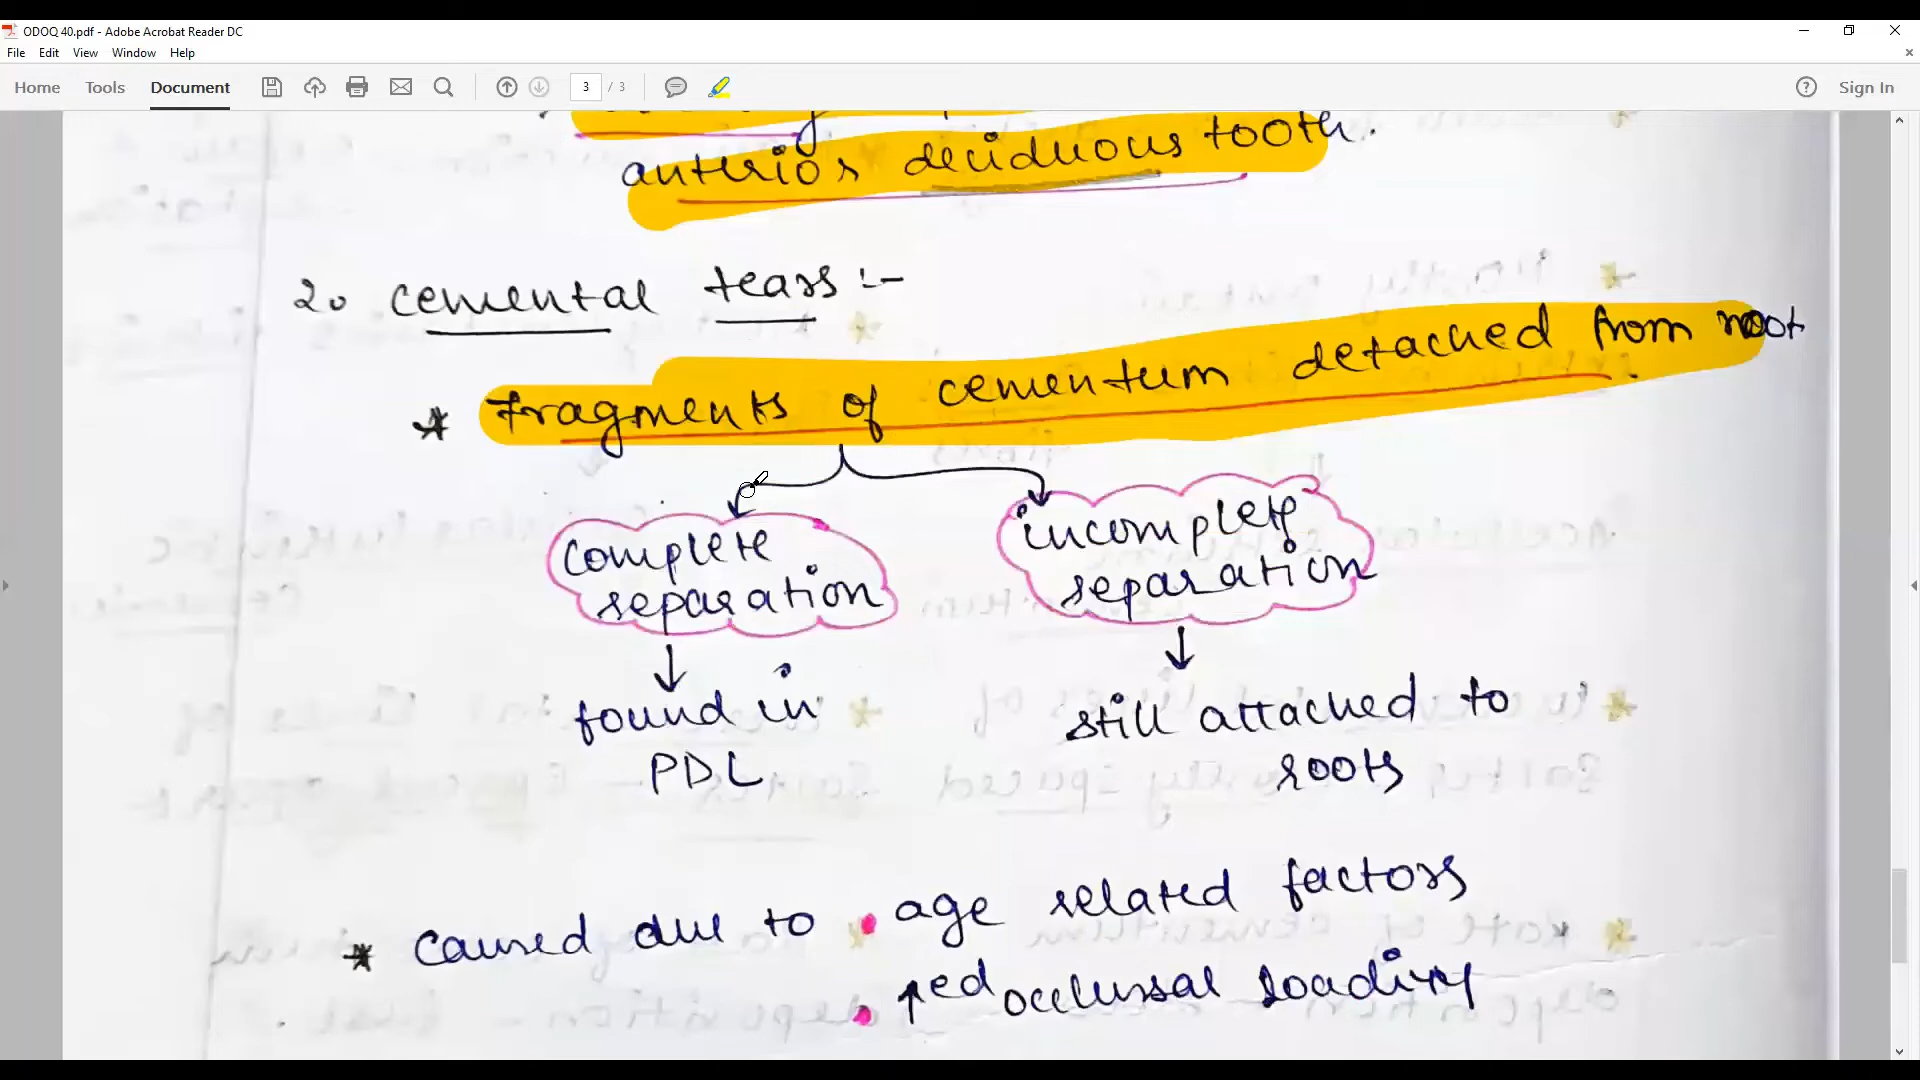 ODOQ 40.pdf - Adobe Acrobat Reader DC
File Edit View Window Help
Home Tools Document 3 / 3 Sign In
anterior deciduous tooth.
2. cemental tears :-
* fragments of cementum detached from root
complete separation
incomplete separation
found in PDL
still attached to roots
* caused due to • age related factors
• ↑ed occlussal loading